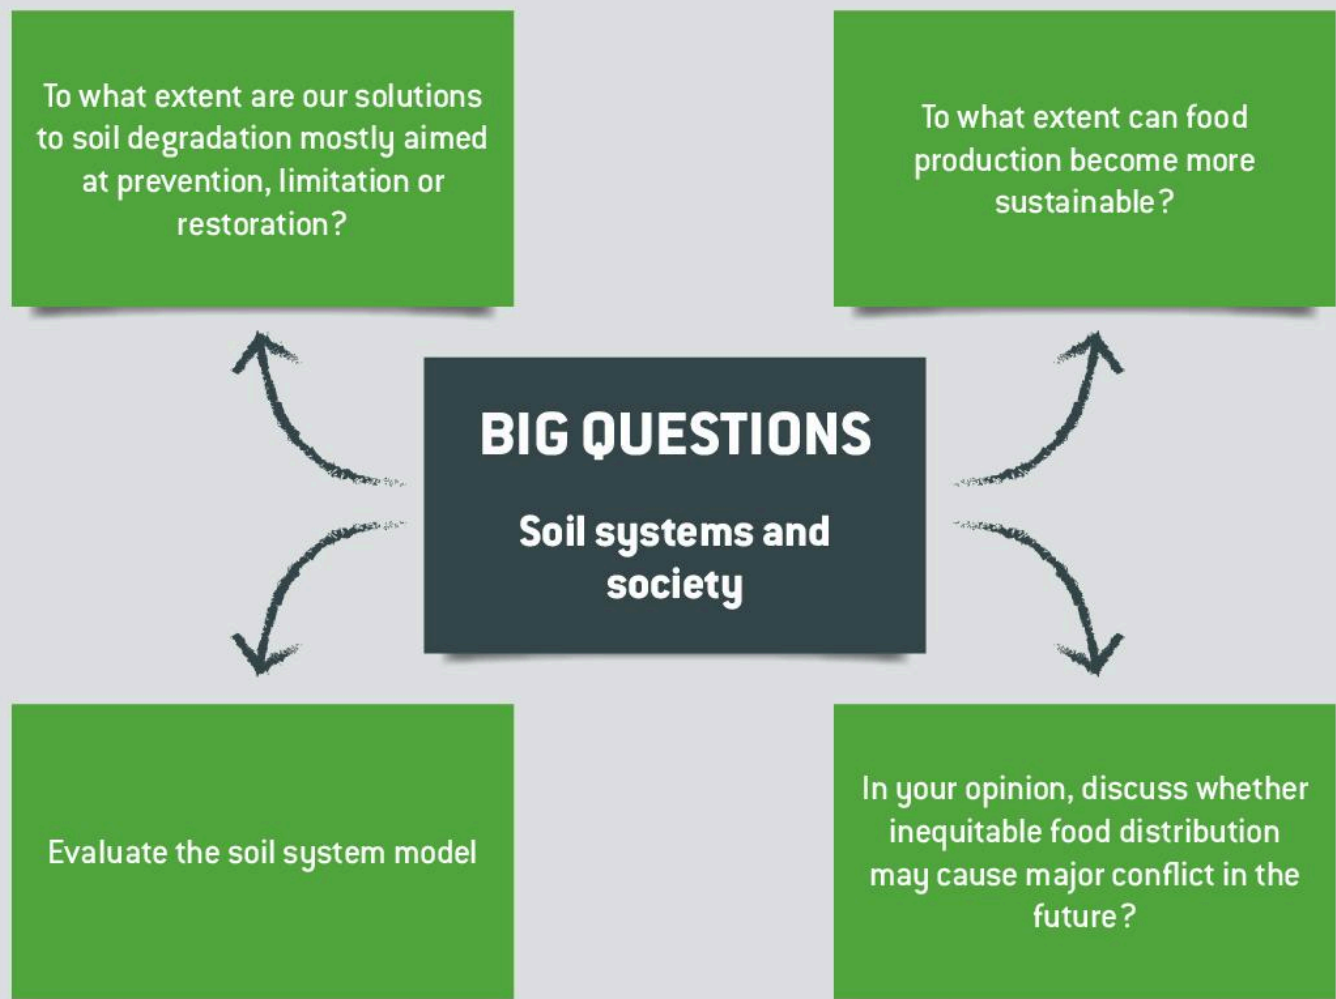 To what extent are our solutions
to soil degradation mostly aimed
at prevention, limitation or
restoration?
To what extent can food
production become more
sustainable?
BIG QUESTIONS
Soil systems and
society
Evaluate the soil system model
In your opinion, discuss whether
inequitable food distribution
may cause major conflict in the
future?